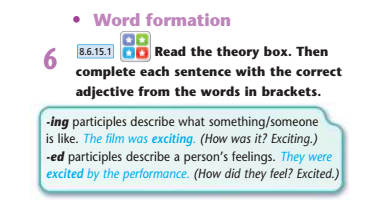 • Word formation
6 8.6.15.1 Read the theory box. Then
complete each sentence with the correct
adjective from the words in brackets.
-ing participles describe what something/someone
is like. The film was exciting. (How was it? Exciting.)
-ed participles describe a person's feelings. They were
excited by the performance. (How did they feel? Excited.)